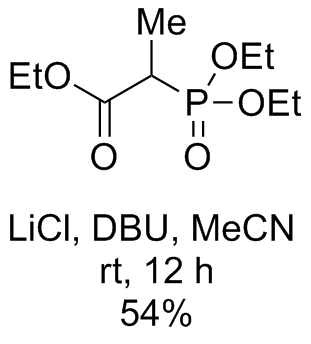 Me
EtO
OEt
P
OEt
O
O
LiCl, DBU, MeCN
rt, 12 h
54%